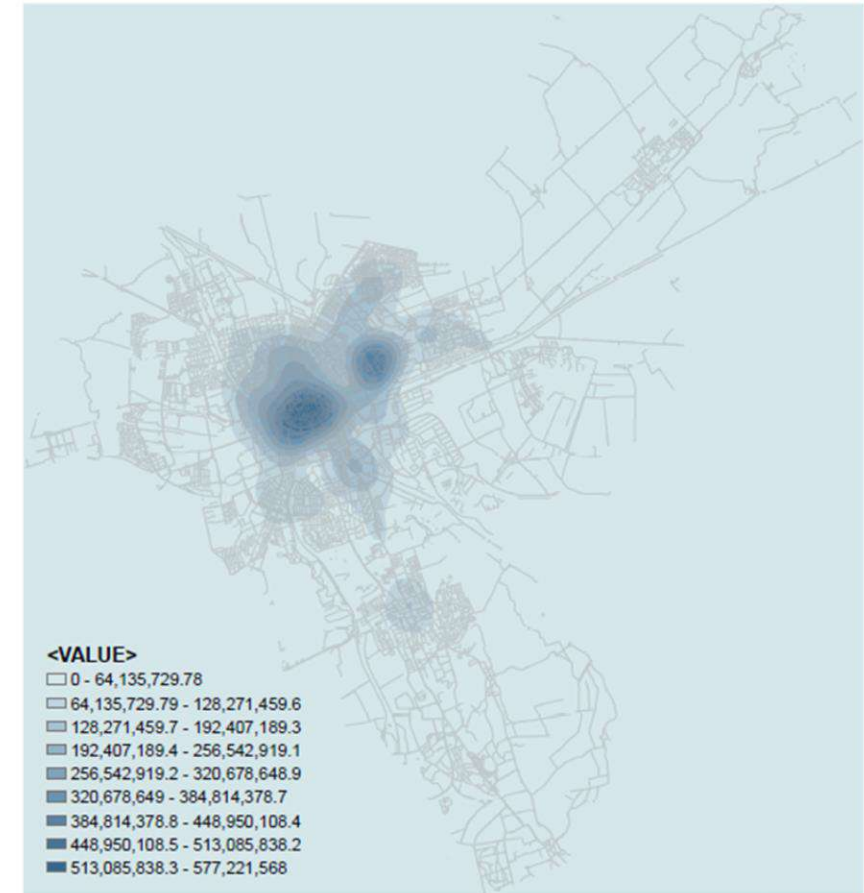 <VALUE>
0 - 64,135,729.78
64,135,729.79 - 128,271,459.6
128,271,459.7 - 192,407,189.3
192,407,189.4 - 256,542,919.1
256,542,919.2 - 320,678,648.9
320,678,649 - 384,814,378.7
384,814,378.8 - 448,950,108.4
448,950,108.5 - 513,085,838.2
513,085,838.3 - 577,221,568